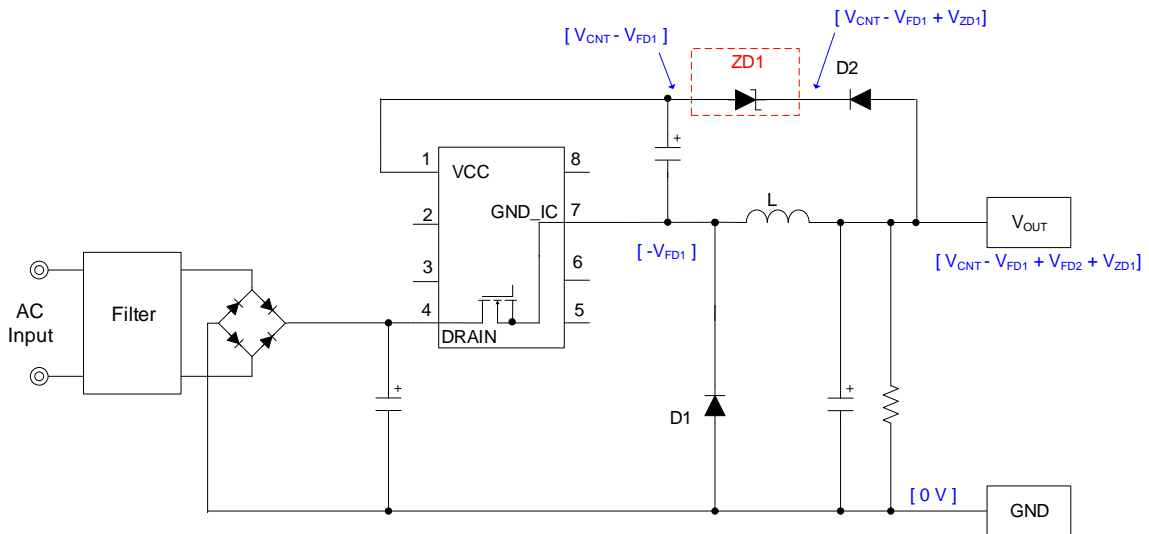 [ VCNT - VFD1 + VZD1]
[ VCNT - VFD1 ]
ZD1
D2
+
1
VCC
8
2
GND_IC
7
L
VOUT
[ -VFD1 ]
[ VCNT - VFD1 + VFD2 + VZD1]
3
6
AC
Input
Filter
4
DRAIN
5
+
D1
+
[ 0 V ]
GND